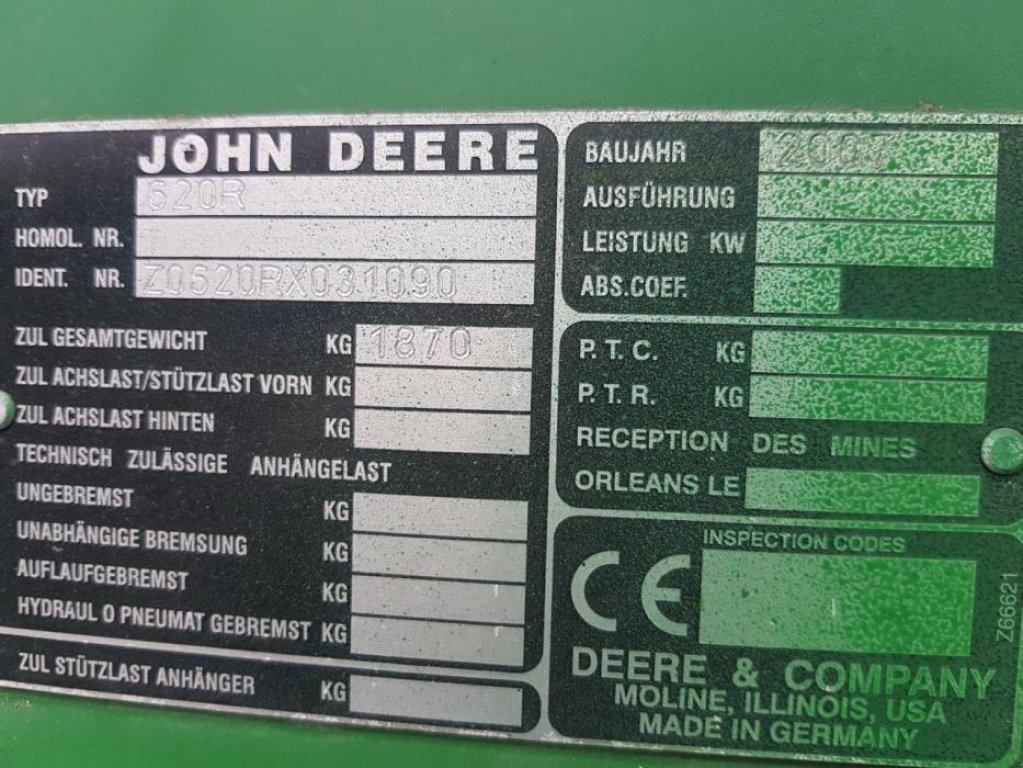 JOHN DEERE
TYP 620R
HOMOL. NR.
IDENT. NR. Z0620RX031090
ZUL GESAMTGEWICHT KG 1870
ZUL ACHSLAST/STÜTZLAST VORN KG
ZUL ACHSLAST HINTEN KG
TECHNISCH ZULÄSSIGE ANHÄNGELAST
UNGEBREMST KG
UNABHÄNGIGE BREMSUNG KG
AUFLAUFGEBREMST KG
HYDRAUL O PNEUMAT GEBREMST KG
ZUL STÜTZLAST ANHÄNGER KG
BAUJAHR
AUSFÜHRUNG
LEISTUNG KW
ABS.COEF.
P.T.C. KG
P.T.R. KG
RECEPTION DES MINES
ORLEANS LE
INSPECTION CODES
CE
DEERE & COMPANY
MOLINE, ILLINOIS, USA
MADE IN GERMANY
Z66621